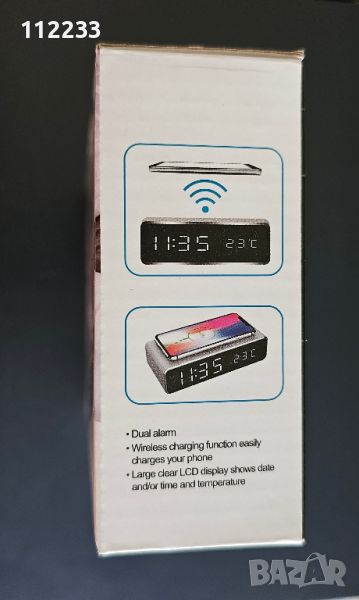 112233
11:35 23°C
11:35 23°C
• Dual alarm
• Wireless charging function easily
charges your phone
• Large clear LCD display shows date
and/or time and temperature
BAZAR